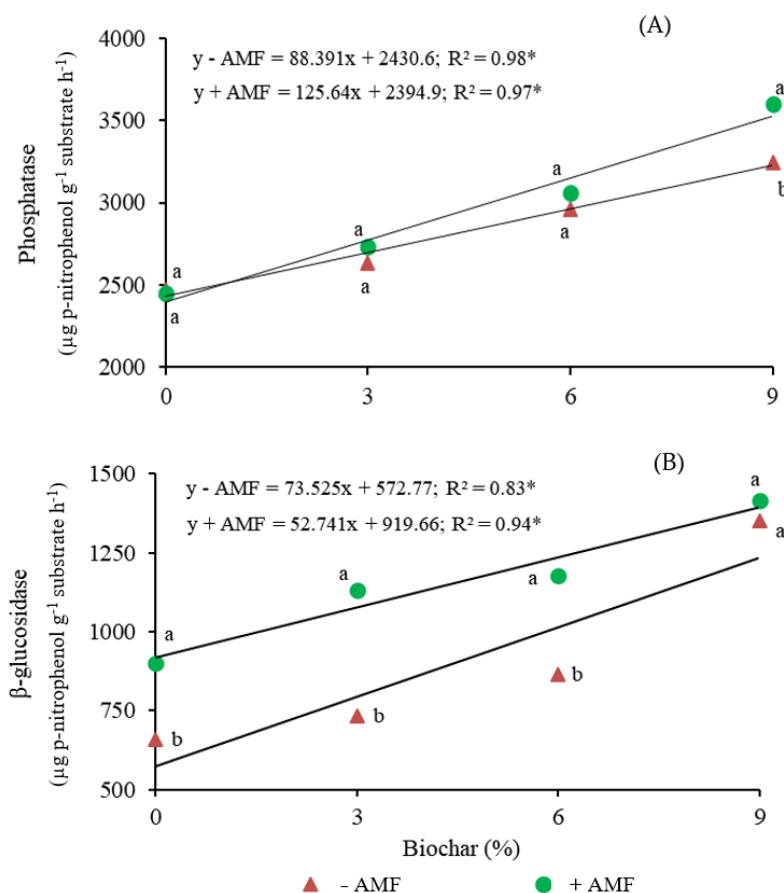 (A)
4000
3500
3000
2500
2000
Phosphatase
(µg p-nitrophenol g⁻¹ substrate h⁻¹)
y - AMF = 88.391x + 2430.6; R² = 0.98*
y + AMF = 125.64x + 2394.9; R² = 0.97*
a
a
a
a
a
a
a
b
0 3 6 9
(B)
1500
1250
1000
750
500
β-glucosidase
(µg p-nitrophenol g⁻¹ substrate h⁻¹)
y - AMF = 73.525x + 572.77; R² = 0.83*
y + AMF = 52.741x + 919.66; R² = 0.94*
a
b
a
b
a
b
a
a
0 3 6 9
Biochar (%)
- AMF + AMF